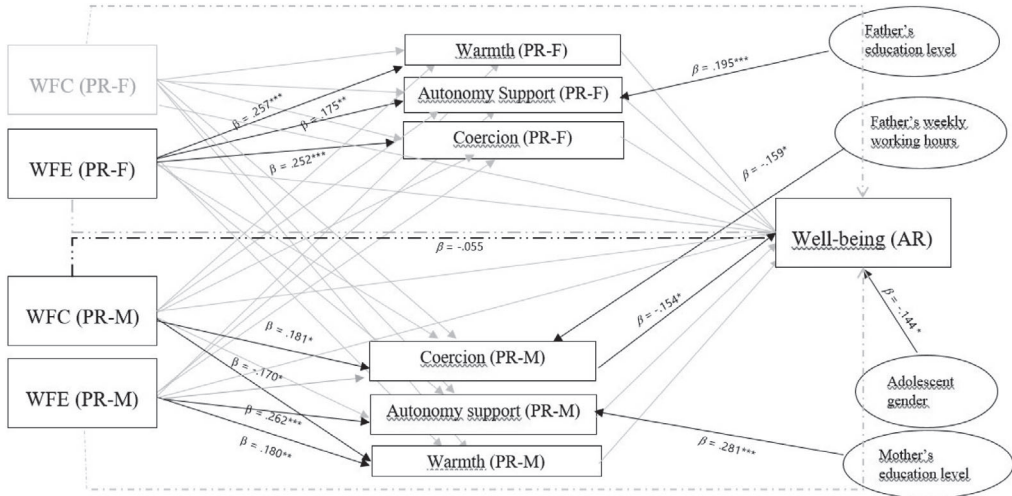 Warmth (PR-F)
Father's
education level
WFC (PR-F)
β = .195***
Autonomy Support (PR-F)
β = .257***
β = .175**
Coercion (PR-F)
Father's weekly
working hours
WFE (PR-F)
β = .252***
β = -.159*
Well-being (AR)
β = -.055
WFC (PR-M)
β = .181*
β = -.154*
β = -.144*
Coercion (PR-M)
β = -.170*
WFE (PR-M)
Adolescent
gender
β = .262***
Autonomy support (PR-M)
β = .180**
β = .281***
Warmth (PR-M)
Mother's
education level